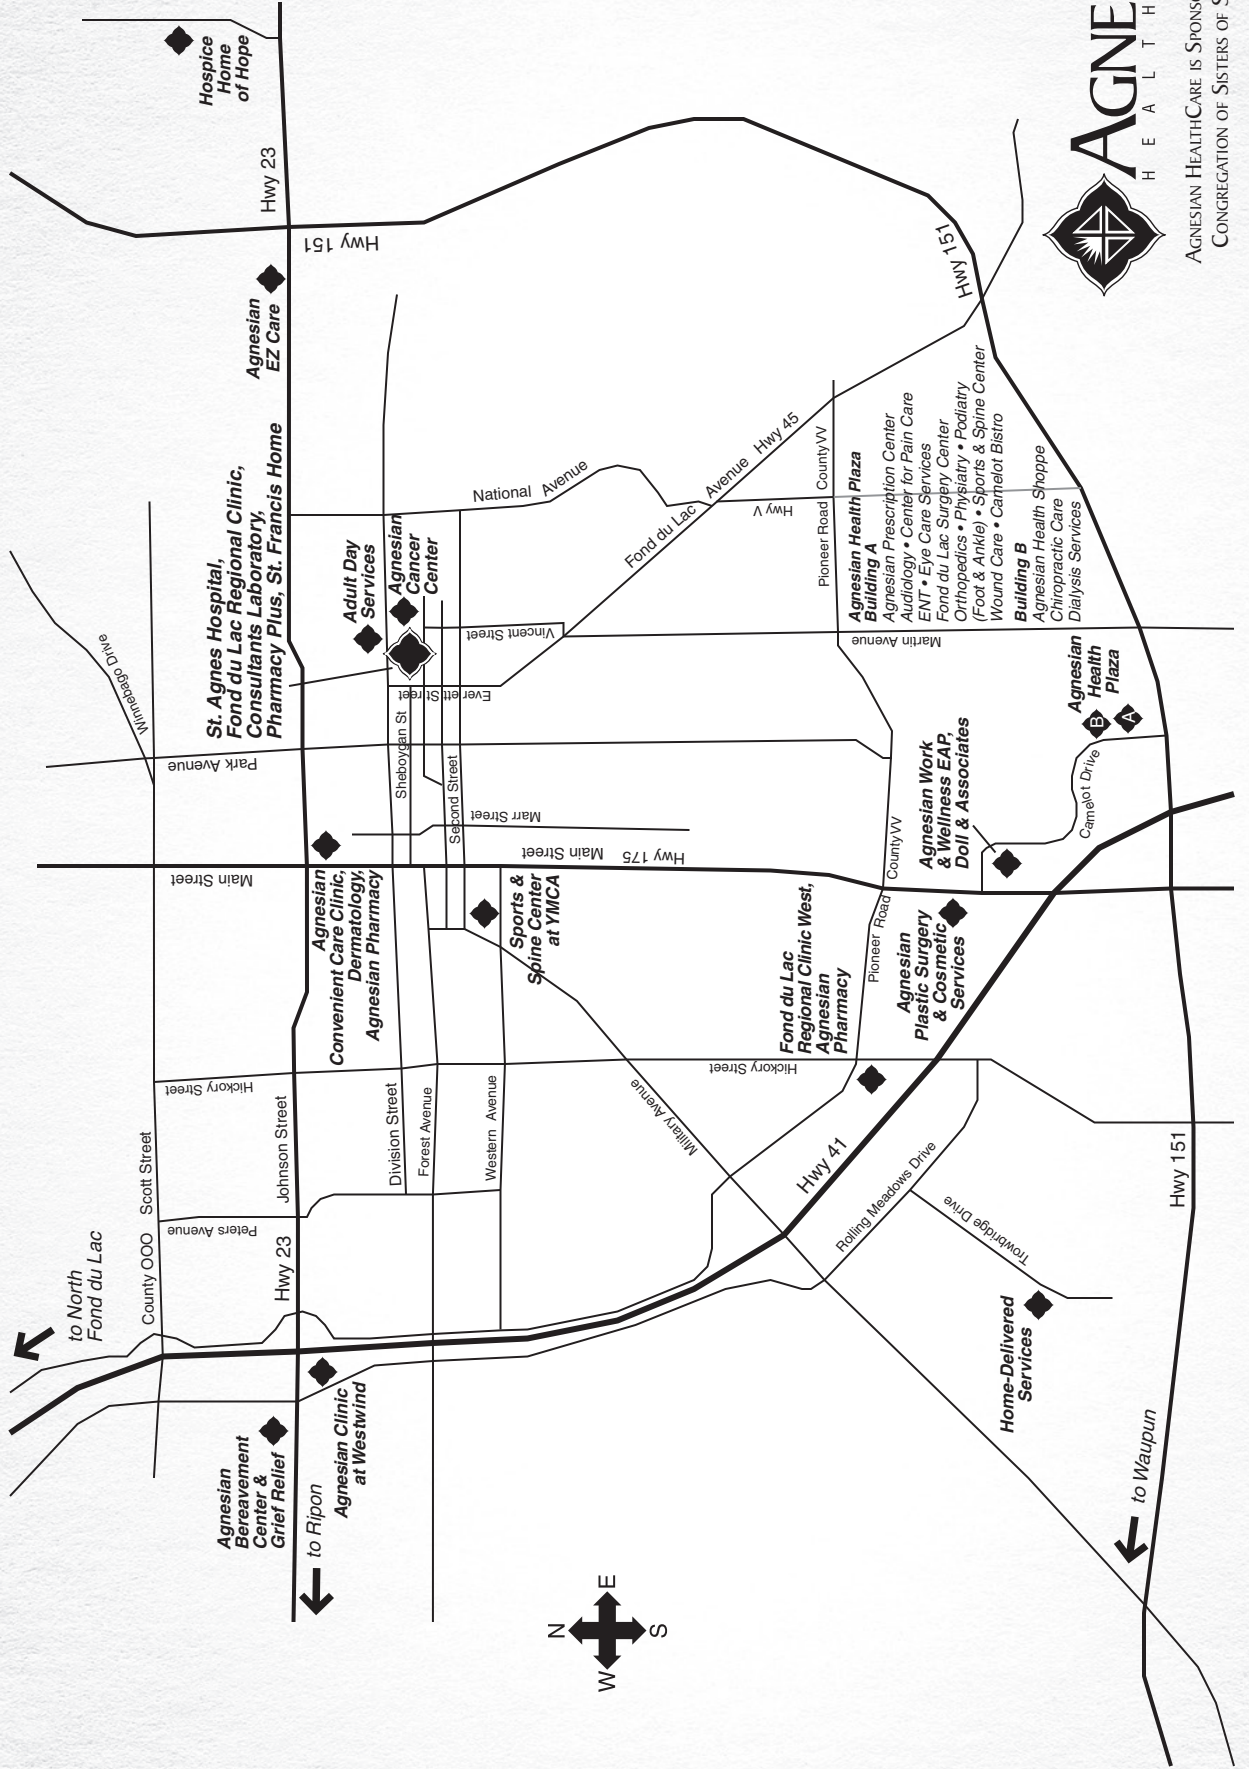 Hospice
Home
of Hope
Hwy 23
Hwy 151
Agnesian
EZ Care
St. Agnes Hospital,
Fond du Lac Regional Clinic,
Consultants Laboratory,
Pharmacy Plus, St. Francis Home
Adult Day
Services
Agnesian
Cancer
Center
National Avenue
Fond du Lac Avenue Hwy 45
Hwy V
Pioneer Road County VV
Hwy 151
Vincent Street
Everett Street
Martin Avenue
Winnebago Drive
Park Avenue
Sheboygan St
Second Street
Marr Street
Main Street
Main Street Hwy 175
Agnesian
Convenient Care Clinic,
Dermatology,
Agnesian Pharmacy
Sports &
Spine Center
at YMCA
Agnesian Health Plaza
Building A
Agnesian Prescription Center
Audiology • Center for Pain Care
ENT • Eye Care Services
Fond du Lac Surgery Center
Orthopedics • Physiatry • Podiatry
(Foot & Ankle) • Sports & Spine Center
Wound Care • Camelot Bistro
Building B
Agnesian Health Shoppe
Chiropractic Care
Dialysis Services
Agnesian
Health
Plaza
B
A
Camelot Drive
Agnesian Work
& Wellness EAP,
Doll & Associates
County VV
Pioneer Road
Agnesian
Plastic Surgery
& Cosmetic
Services
Fond du Lac
Regional Clinic West,
Agnesian
Pharmacy
Hickory Street
Hickory Street
Johnson Street
Hwy 23
Scott Street
County OOO
Peters Avenue
Division Street
Forest Avenue
Western Avenue
Military Avenue
Hwy 41
Rolling Meadows Drive
Trowbridge Drive
Hwy 151
Home-Delivered
Services
to North
Fond du Lac
Agnesian
Bereavement
Center &
Grief Relief
Agnesian Clinic
at Westwind
to Ripon
to Waupun
N
E
S
W
AGNE
HEALTH
AGNESIAN HEALTHCARE IS SPONSO
CONGREGATION OF SISTERS OF S